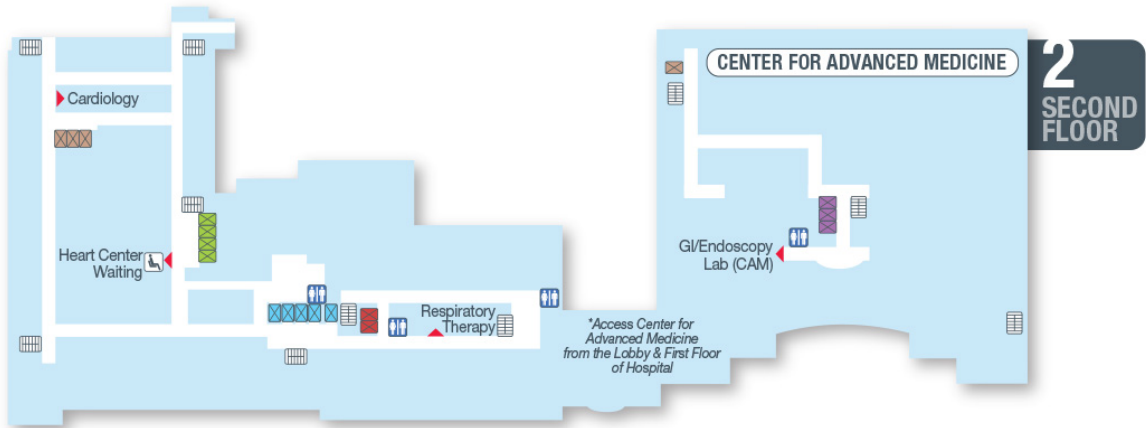 CENTER FOR ADVANCED MEDICINE
2
SECOND
FLOOR
Cardiology
Heart Center
Waiting
GI/Endoscopy
Lab (CAM)
Respiratory
Therapy
*Access Center for
Advanced Medicine
from the Lobby & First Floor
of Hospital